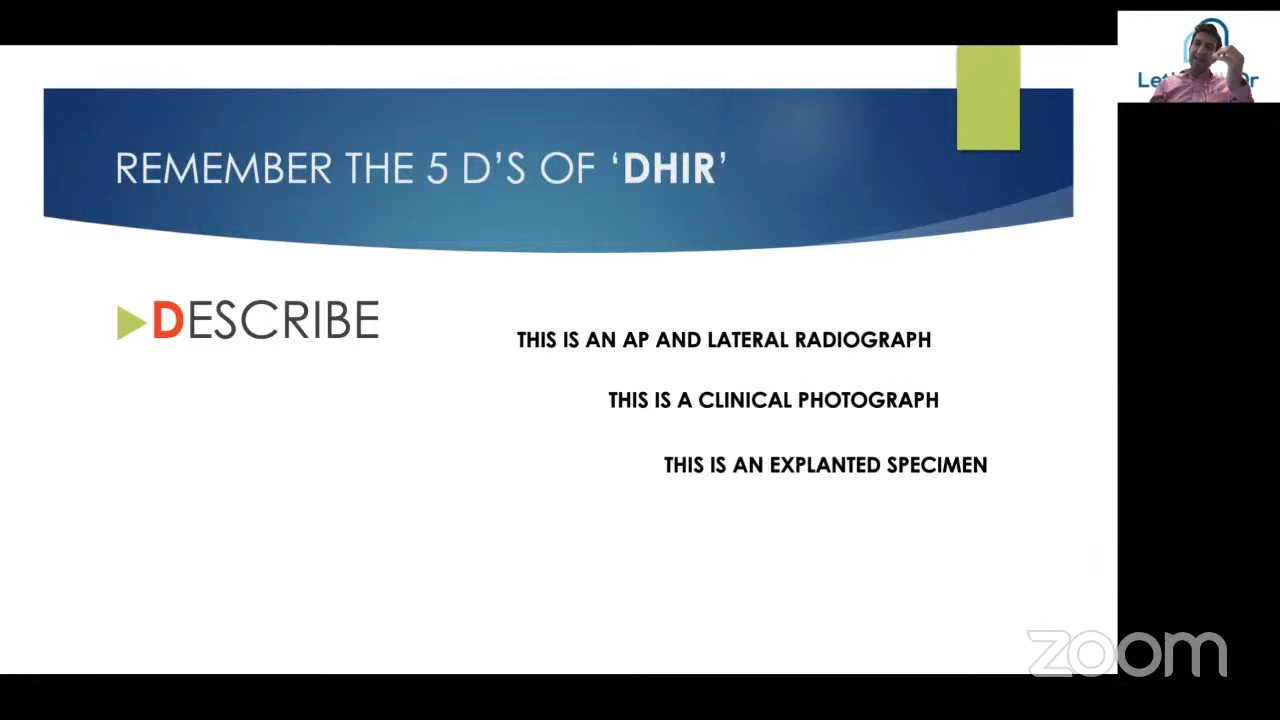 REMEMBER THE 5 D'S OF 'DHIR'
DESCRIBE
THIS IS AN AP AND LATERAL RADIOGRAPH
THIS IS A CLINICAL PHOTOGRAPH
THIS IS AN EXPLANTED SPECIMEN
zoom